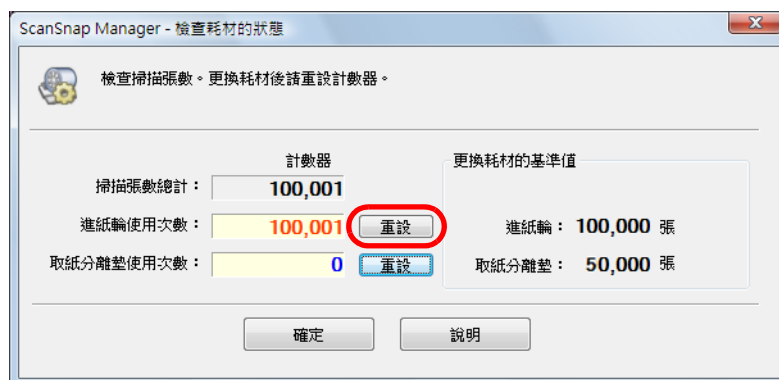 ScanSnap Manager - 檢查耗材的狀態
檢查掃描張數。更換耗材後請重設計數器。
計數器
更換耗材的基準值
掃描張數總計： 100,001
進紙輪使用次數： 100,001 重設
進紙輪： 100,000 張
取紙分離墊使用次數： 0 重設
取紙分離墊： 50,000 張
確定
說明